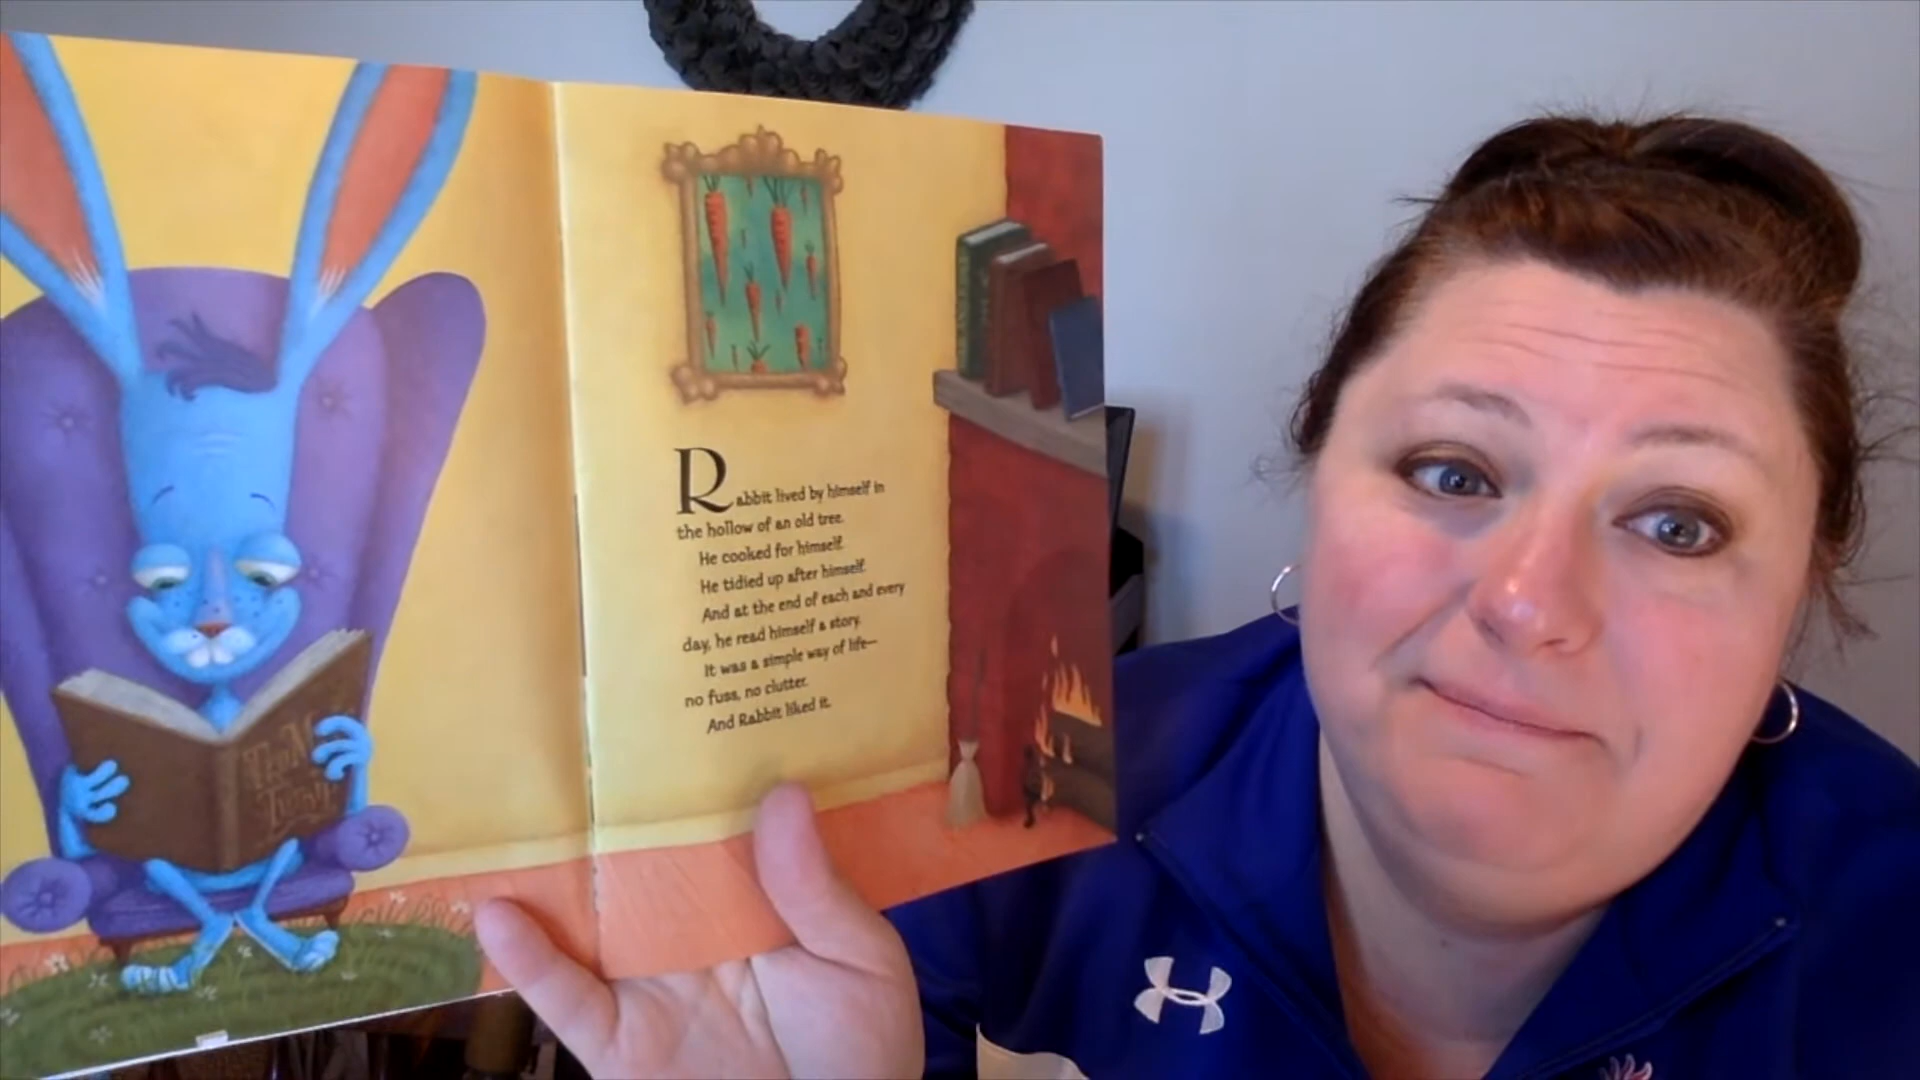 Rabbit lived by himself in
the hollow of an old tree.
He cooked for himself.
He tidied up after himself.
And at the end of each and every
day, he read himself a story.
It was a simple way of life—
no fuss, no clutter.
And Rabbit liked it.